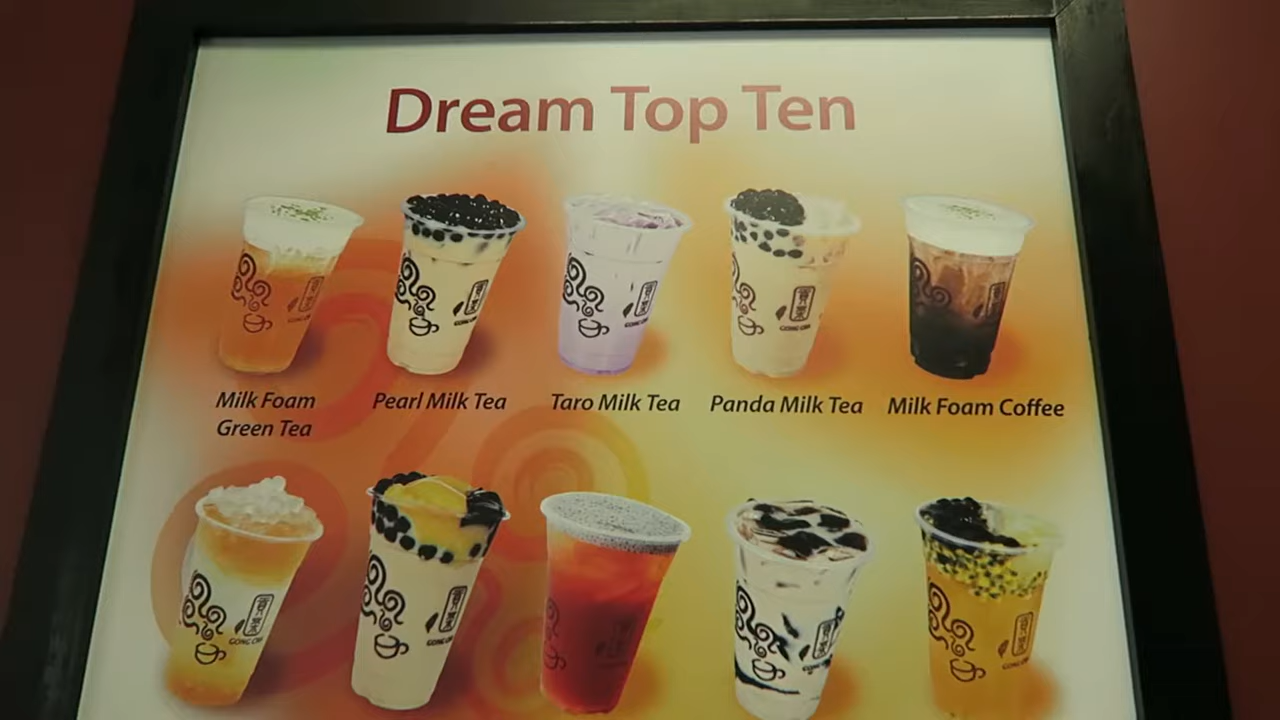 Dream Top Ten
Milk Foam
Green Tea
Pearl Milk Tea
Taro Milk Tea
Panda Milk Tea
Milk Foam Coffee